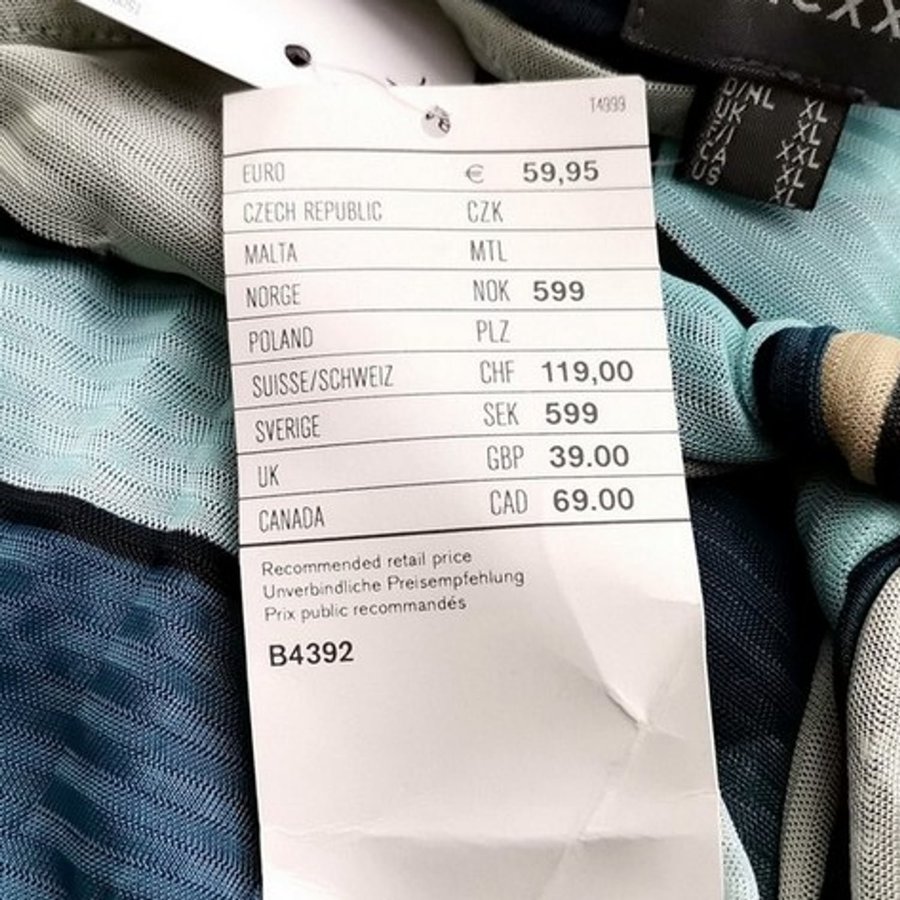 T4999
EURO € 59,95
CZECH REPUBLIC CZK
MALTA MTL
NORGE NOK 599
POLAND PLZ
SUISSE/SCHWEIZ CHF 119,00
SVERIGE SEK 599
UK GBP 39.00
CANADA CAD 69.00
Recommended retail price
Unverbindliche Preisempfehlung
Prix public recommandés
B4392
D/NL XL
UK XL
F/I XXL
CA XL
US XL